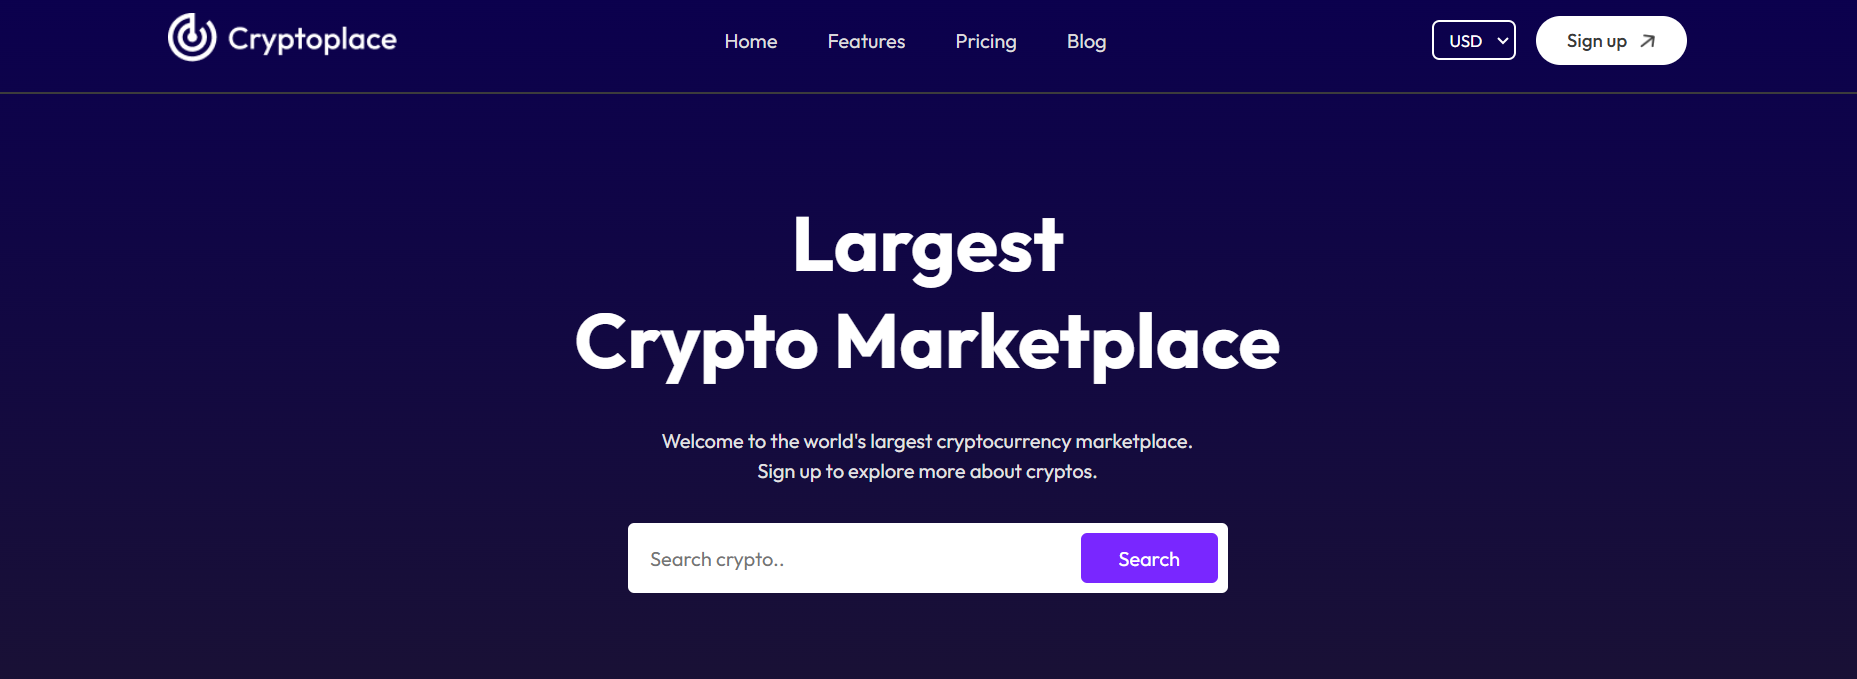 Cryptoplace
Home Features Pricing Blog
USD
Sign up
Largest
Crypto Marketplace
Welcome to the world's largest cryptocurrency marketplace.
Sign up to explore more about cryptos.
Search crypto..
Search